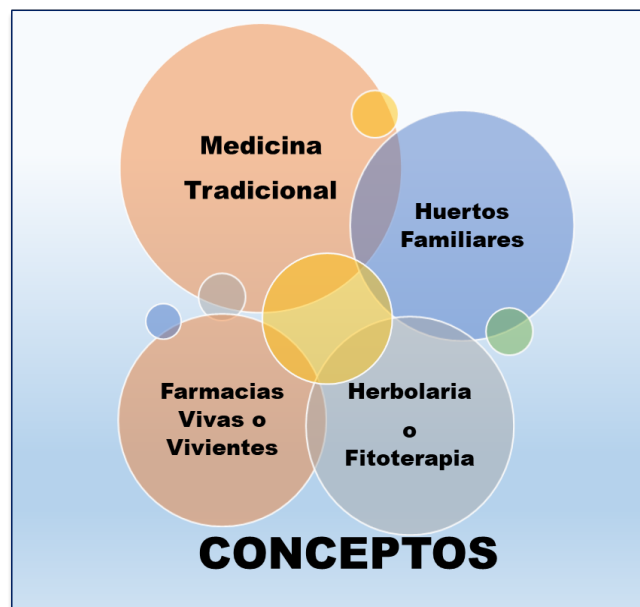 Medicina
Tradicional
Huertos
Familiares
Farmacias
Vivas o
Vivientes
Herbolaria
o
Fitoterapia
CONCEPTOS